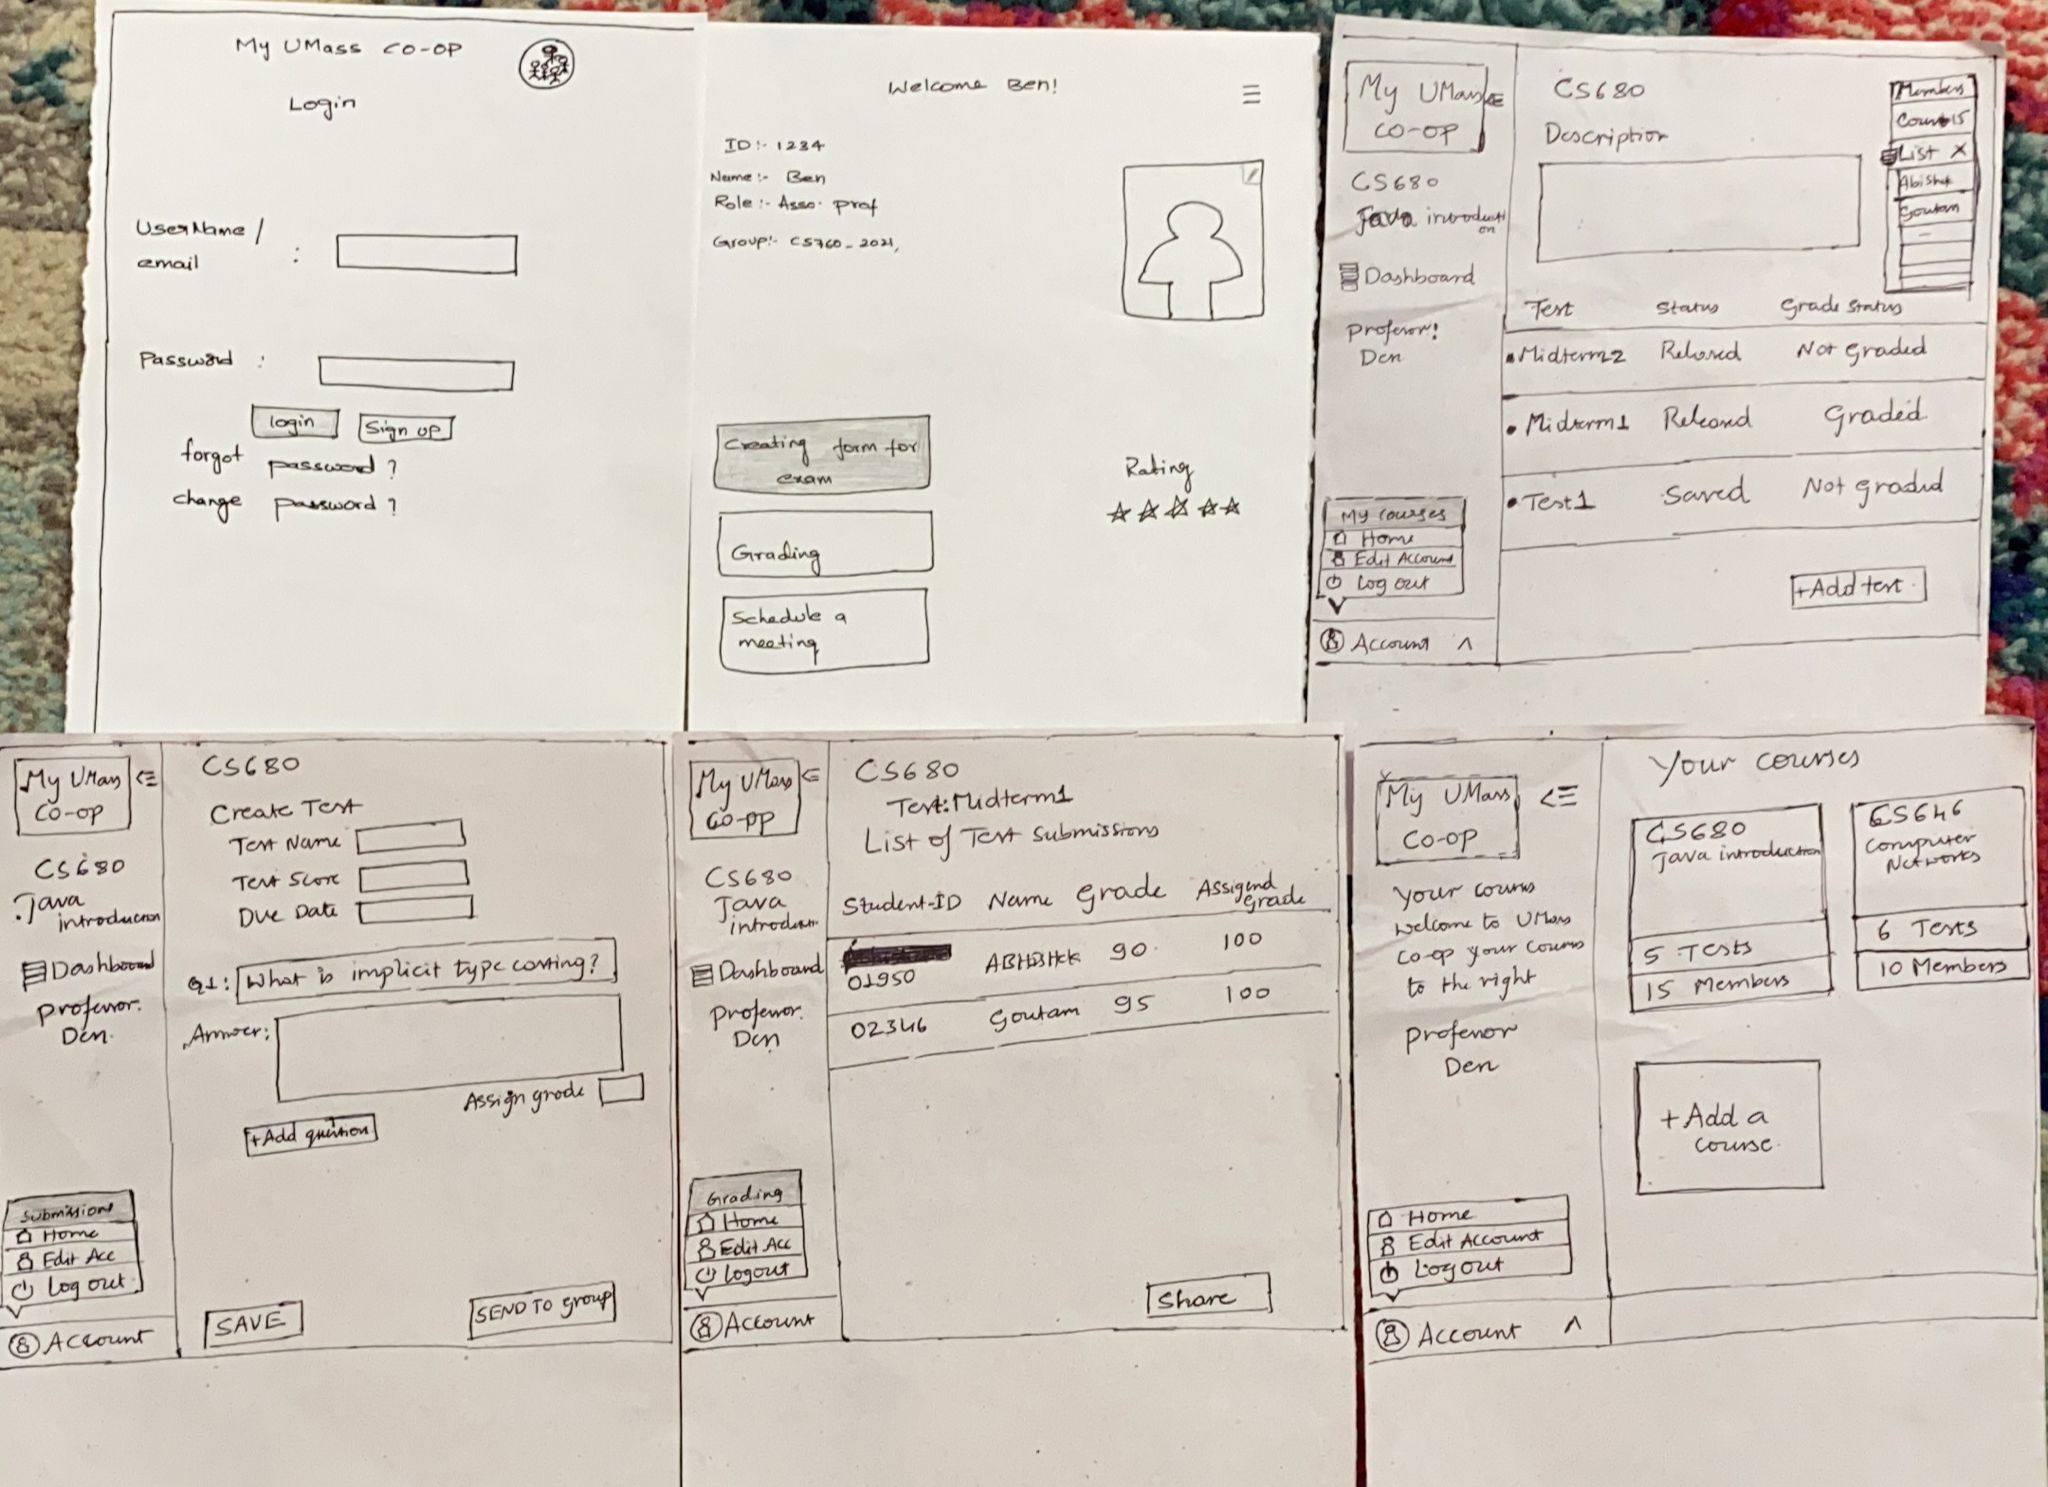 My UMass CO-OP
Login
UserName /
email :
Password :
login
Sign up
forgot password ?
change password ?
Welcome Ben!
ID:- 1234
Name:- Ben
Role:- Asso. prof
Group:- CS760_2021,
Creating form for
exam
Grading
Schedule a
meeting
Rating
My UMass
CO-OP
CS680
Java introducti
on
Dashboard
Professor!
Den
My courses
Home
Edit Account
Log out
Account ^
CS680
Description
Members
Count-15
List X
Abishek
Goutam
-
Test Status Grade Status
Midterm2 Released Not Graded
Midterm1 Released Graded
Test1 Saved Not graded
+Add test
My UMass
CO-OP
CS680
Java
introduction
Dashboard
Professor.
Den.
Submissions
Home
Edit Acc
Log out
Account
CS680
Create Test
Test Name
Test Score
Due Date
Q1: What is implicit type casting?
Answer:
Assign grade
+Add question
SAVE
SEND TO group
My UMass
CO-OP
CS680
Java
introduction
Dashboard
Professor.
Den
Grading
Home
Edit Acc
Logout
Account
CS680
Test:Midterm1
List of Test Submissions
Student-ID Name Grade Assigend
Grade
01950 ABHISHEK 90. 100
02346 Goutam 95 100
Share
My UMass
CO-OP
Your courses
welcome to UMass
co-op your courses
to the right
professor
Den
Home
Edit Account
Logout
Account ^
Your courses
CS680
Java introduction
5 Tests
15 Members
CS646
Computer
Networks
6 Tests
10 Members
+Add a
course.